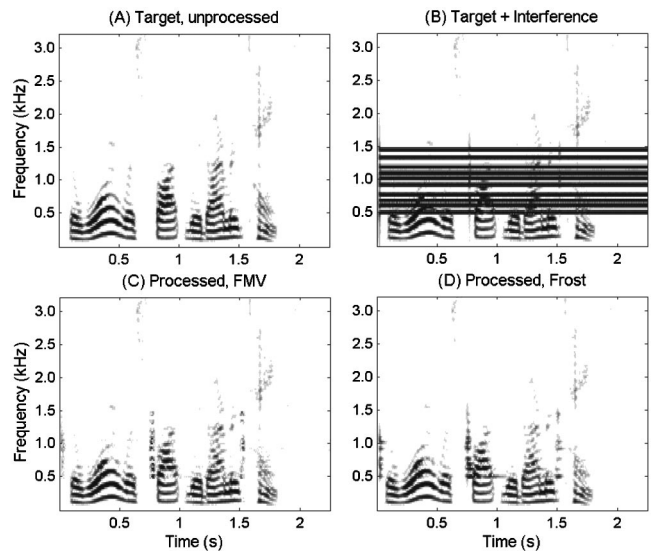 (A) Target, unprocessed
(B) Target + Interference
Frequency (kHz)
3.0
2.5
2.0
1.5
1.0
0.5
3.0
2.5
2.0
1.5
1.0
0.5
0.5 1 1.5 2
0.5 1 1.5 2
(C) Processed, FMV
(D) Processed, Frost
Frequency (kHz)
3.0
2.5
2.0
1.5
1.0
0.5
3.0
2.5
2.0
1.5
1.0
0.5
0.5 1 1.5 2
0.5 1 1.5 2
Time (s)
Time (s)